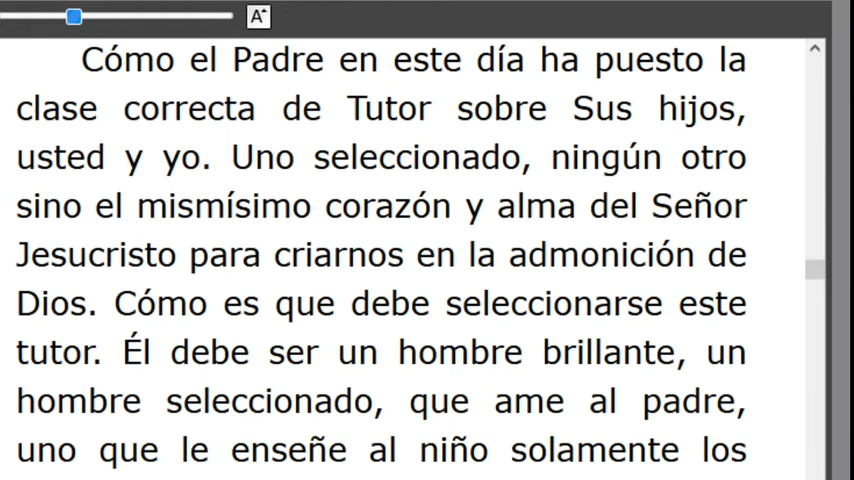 A
Cómo el Padre en este día ha puesto la
clase correcta de Tutor sobre Sus hijos,
usted y yo. Uno seleccionado, ningún otro
sino el mismísimo corazón y alma del Señor
Jesucristo para criarnos en la admonición de
Dios. Cómo es que debe seleccionarse este
tutor. Él debe ser un hombre brillante, un
hombre seleccionado, que ame al padre,
uno que le enseñe al niño solamente los